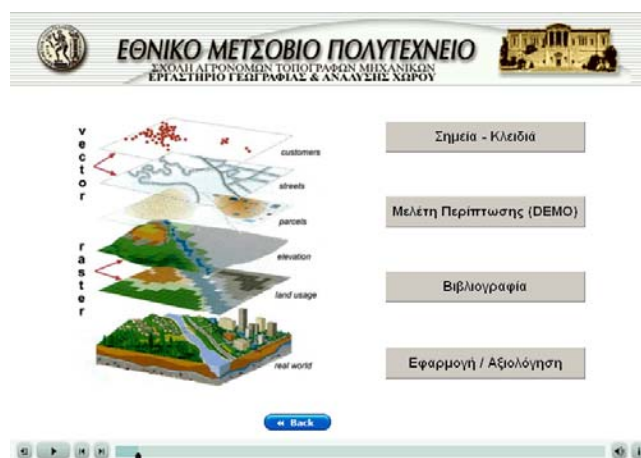 ΕΘΝΙΚΟ ΜΕΤΣΟΒΙΟ ΠΟΛΥΤΕΧΝΕΙΟ
ΣΧΟΛΗ ΑΓΡΟΝΟΜΩΝ ΤΟΠΟΓΡΑΦΩΝ ΜΗΧΑΝΙΚΩΝ
ΕΡΓΑΣΤΗΡΙΟ ΓΕΩΓΡΑΦΙΑΣ & ΑΝΑΛΥΣΗΣ ΧΩΡΟΥ
vector
customers
streets
parcels
raster
elevation
land usage
real world
Σημεία - Κλειδιά
Μελέτη Περίπτωσης (DEMO)
Βιβλιογραφία
Εφαρμογή / Αξιολόγηση
Back